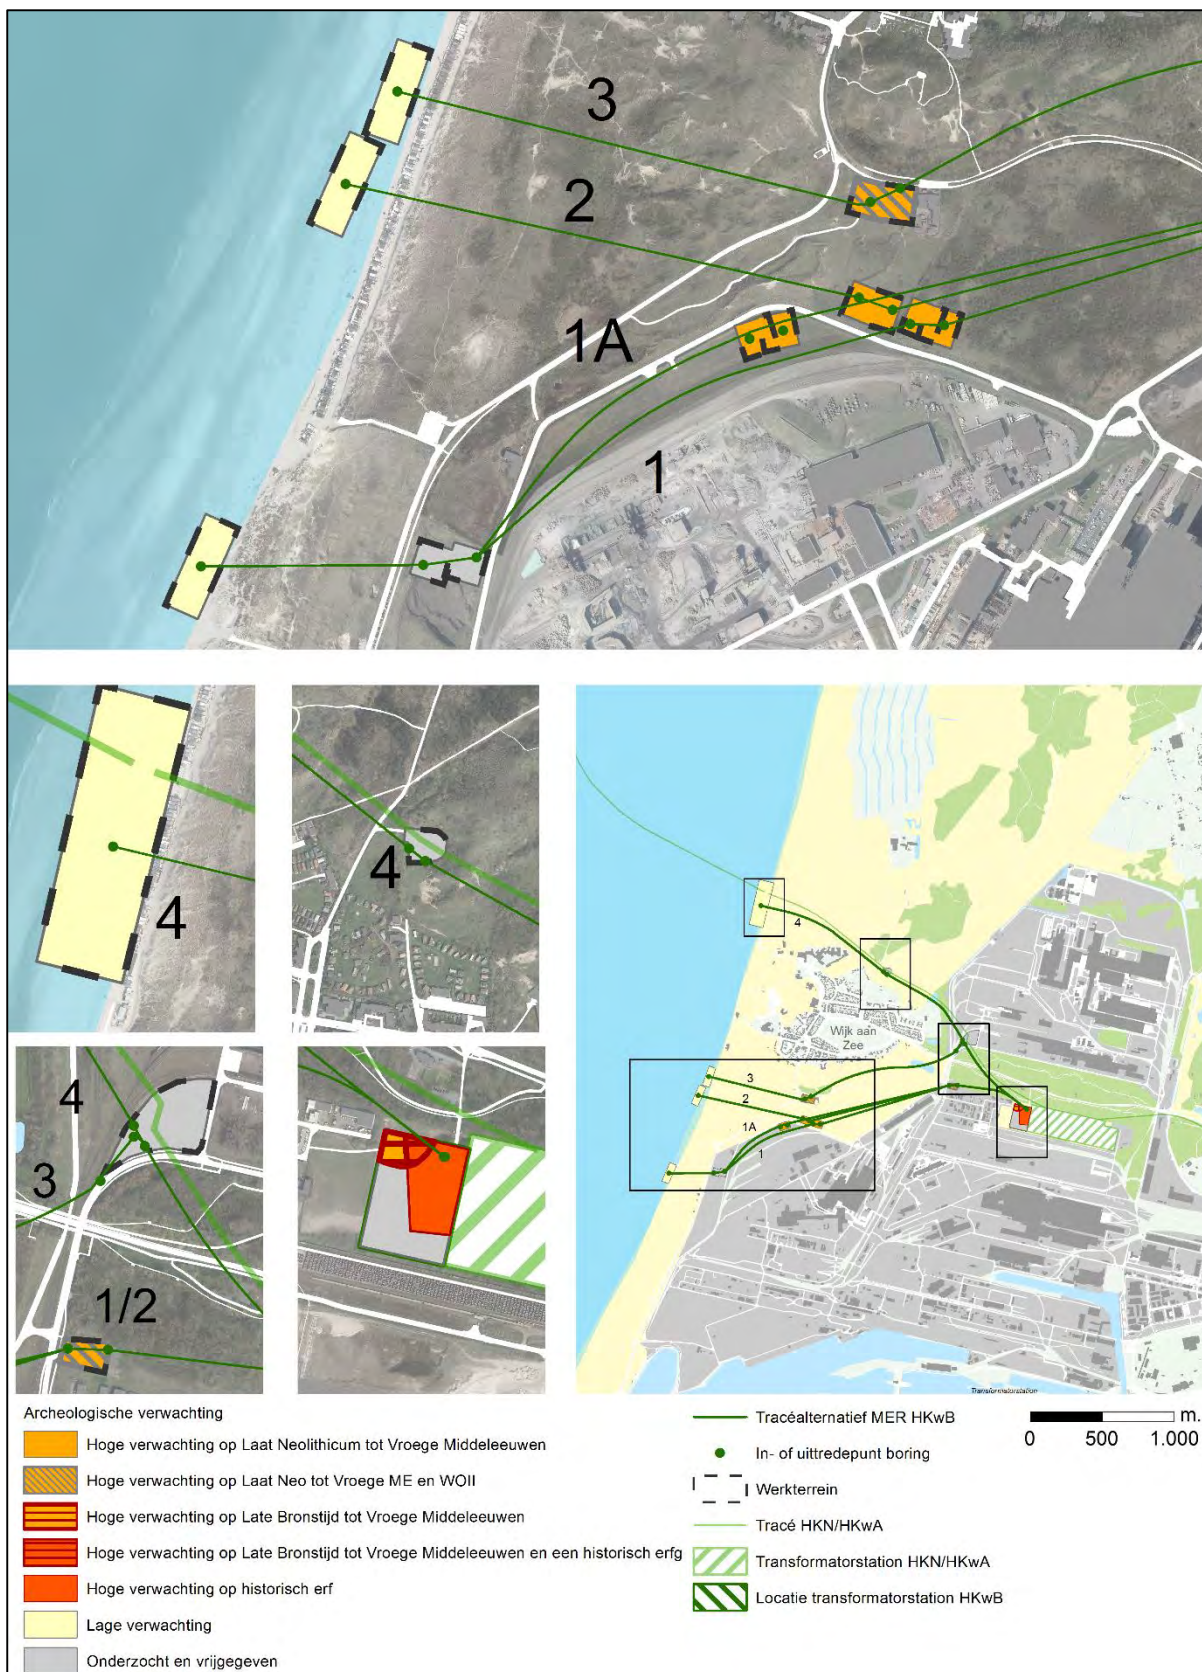 3
2
1A
1
4
4
4
3
1/2
4
Wijk aan
Zee
3
2
1A
1
Transformatorstation
Archeologische verwachting
Hoge verwachting op Laat Neolithicum tot Vroege Middeleeuwen
Hoge verwachting op Laat Neo tot Vroege ME en WOII
Hoge verwachting op Late Bronstijd tot Vroege Middeleeuwen
Hoge verwachting op Late Bronstijd tot Vroege Middeleeuwen en een historisch erfg
Hoge verwachting op historisch erf
Lage verwachting
Onderzocht en vrijgegeven
Tracéalternatief MER HKwB
In- of uittredepunt boring
Werkterrein
Tracé HKN/HKwA
Transformatorstation HKN/HKwA
Locatie transformatorstation HKwB
m.
0 500 1.000